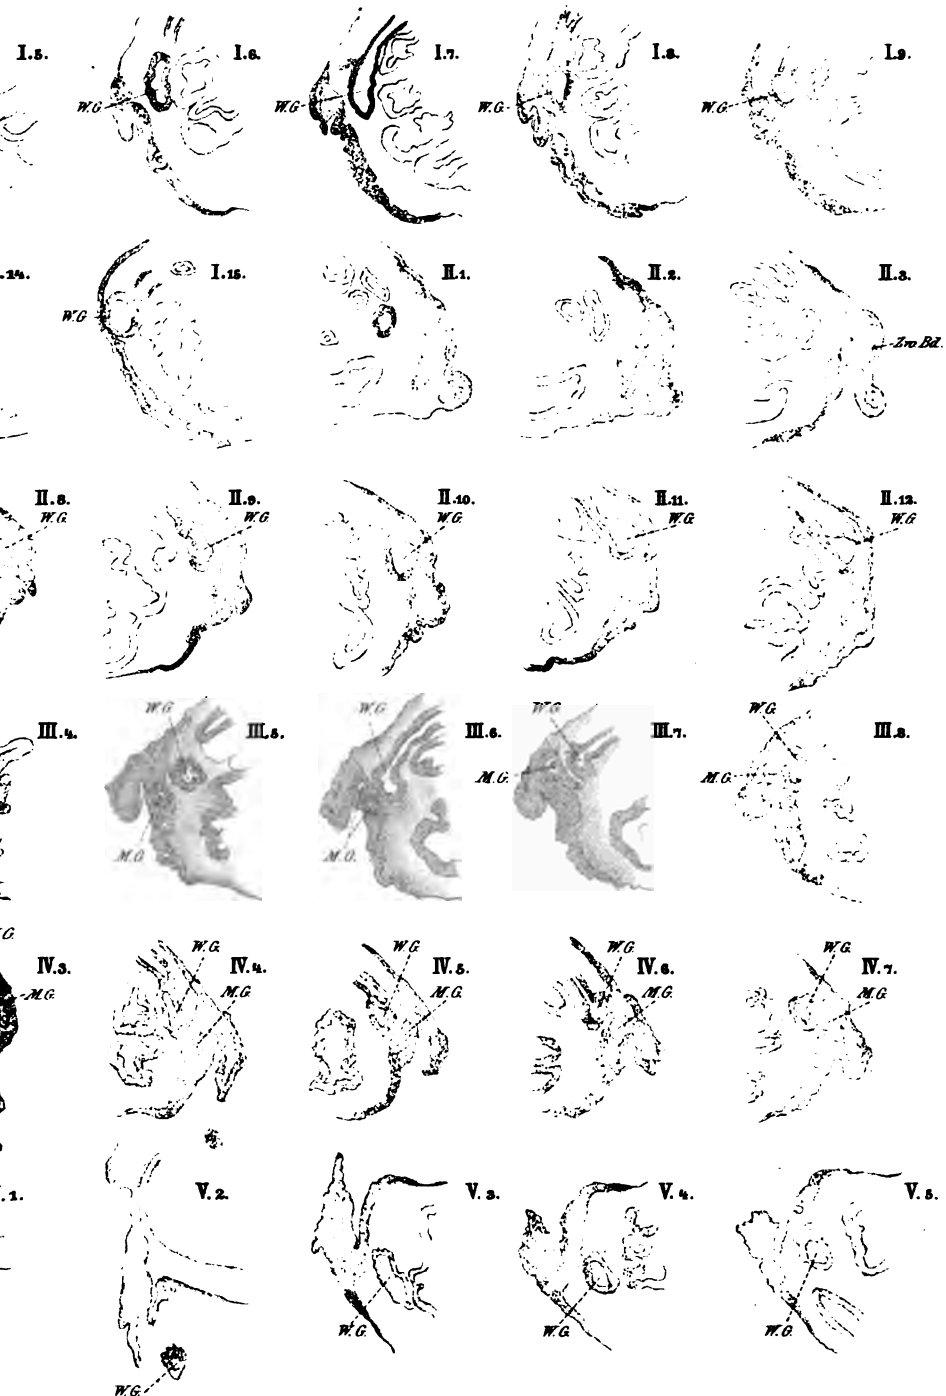 I.5. I.6. I.7. I.8. I.9.
W.G W.G W.G W.G
.14. I.15. II.1. II.2. II.3.
W.G Zw Bd.
II.8. II.9. II.10. II.11. II.12.
W.G. W.G W.G. W.G. W.G
W.G W.G W.G. W.G.
III.4. III.5. III.6. III.7. III.8.
M.G. M.G.
M.G M.G.
W.G. W.G. W.G. W.G.
IV.3. IV.4. IV.5. IV.6. IV.7.
M.G. M.G. M.G. M.G. M.G
.1. V.2. V.3. V.4. V.5.
W.G. W.G. W.G
W.G.